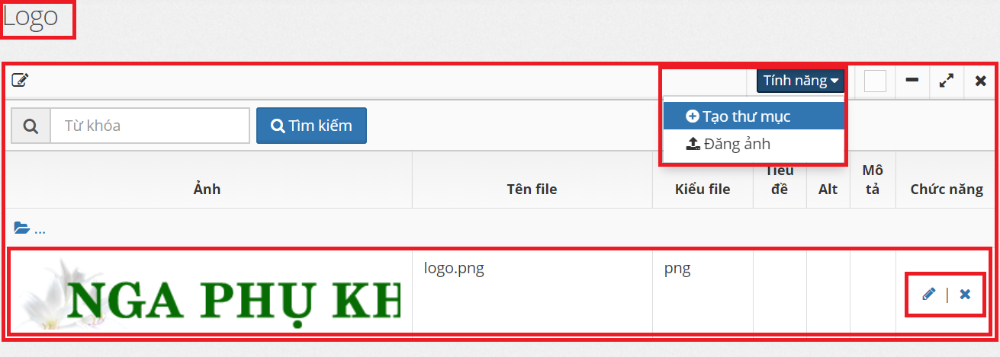 Logo
Tính năng
Tạo thư mục
Đăng ảnh
Từ khóa
Tìm kiếm
Ảnh
Tên file
Kiểu file
Tiêu
đề
Alt
Mô
tả
Chức năng
...
NGA PHỤ KH
logo.png
png
|